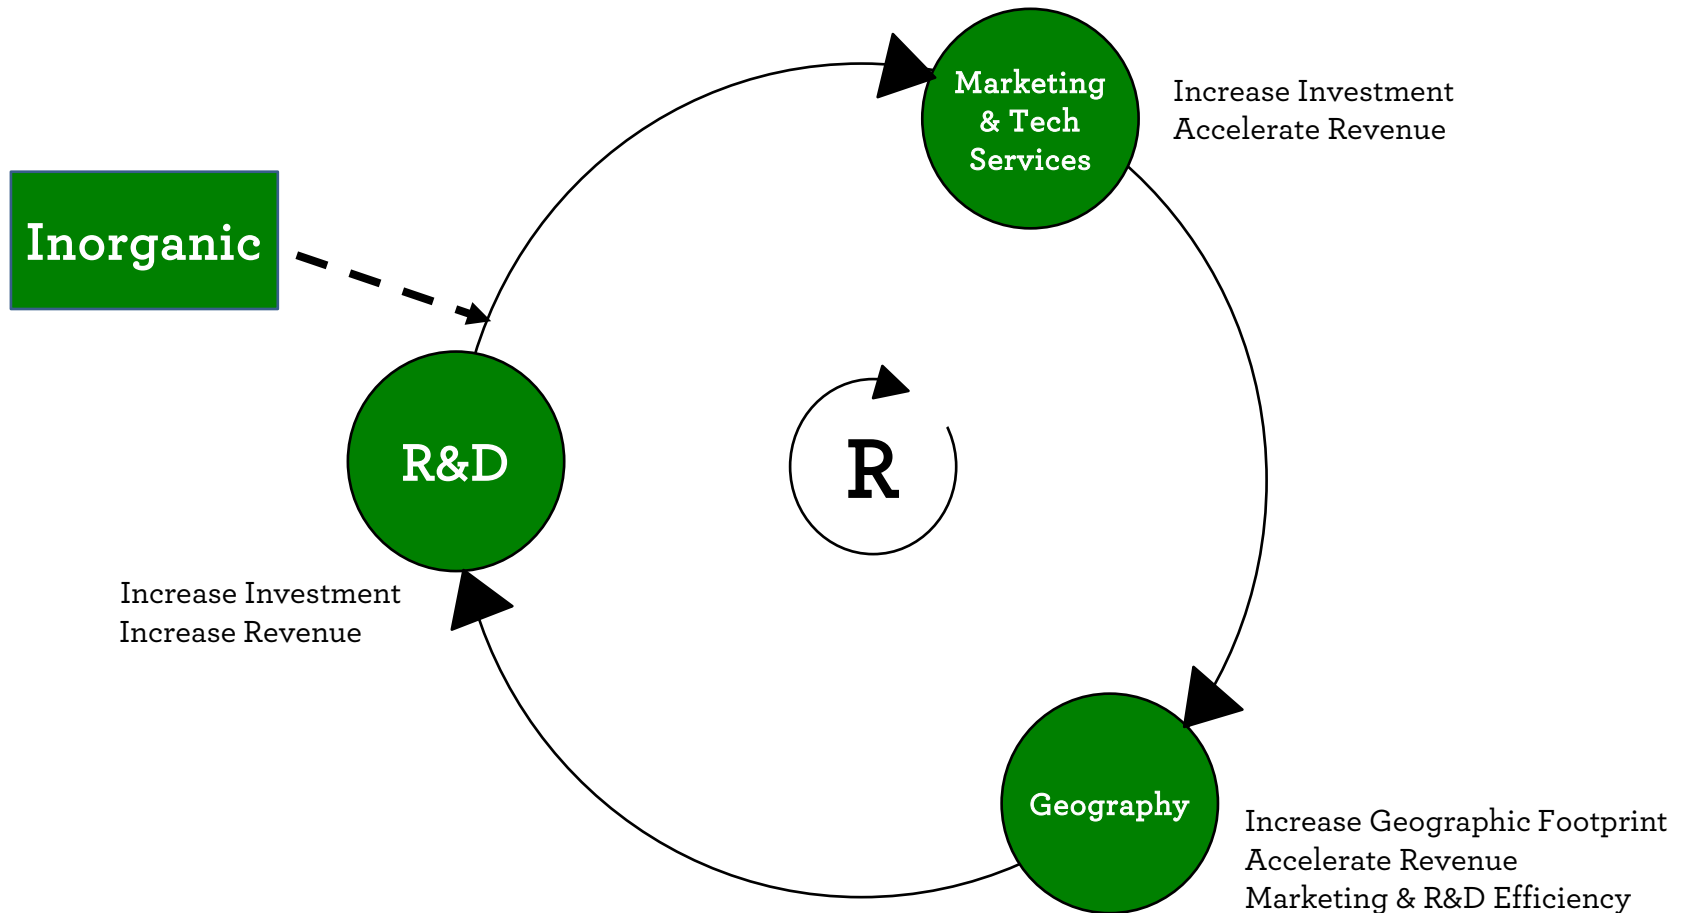 Marketing
& Tech
Services
Increase Investment
Accelerate Revenue
Inorganic
R&D
R
Increase Investment
Increase Revenue
Geography
Increase Geographic Footprint
Accelerate Revenue
Marketing & R&D Efficiency